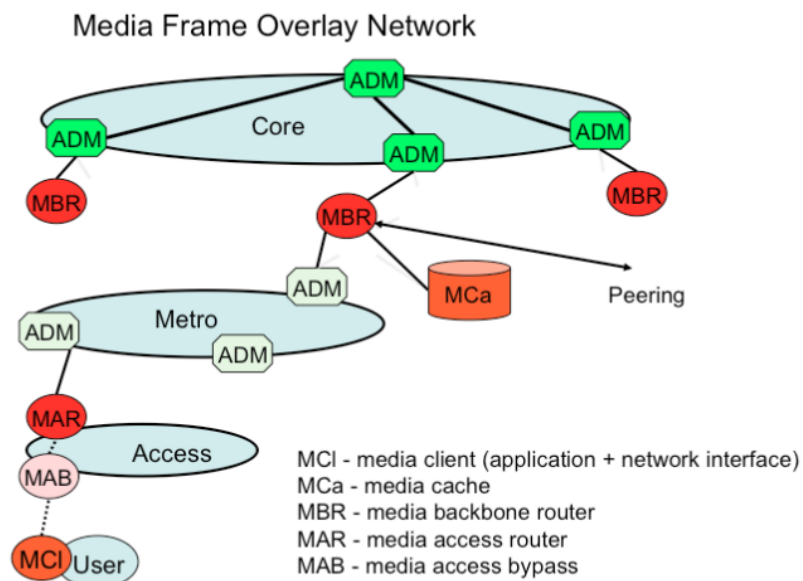 Media Frame Overlay Network
ADM
Core
ADM
ADM
ADM
MBR
MBR
MBR
ADM
MCa
Peering
Metro
ADM
ADM
MAR
Access
MAB
MCI User
MCI - media client (application + network interface)
MCa - media cache
MBR - media backbone router
MAR - media access router
MAB - media access bypass